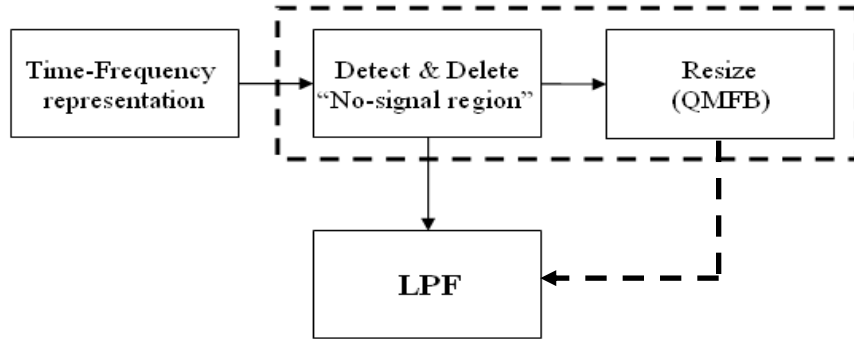 Time-Frequency
representation
Detect & Delete
“No-signal region”
Resize
(QMFB)
LPF